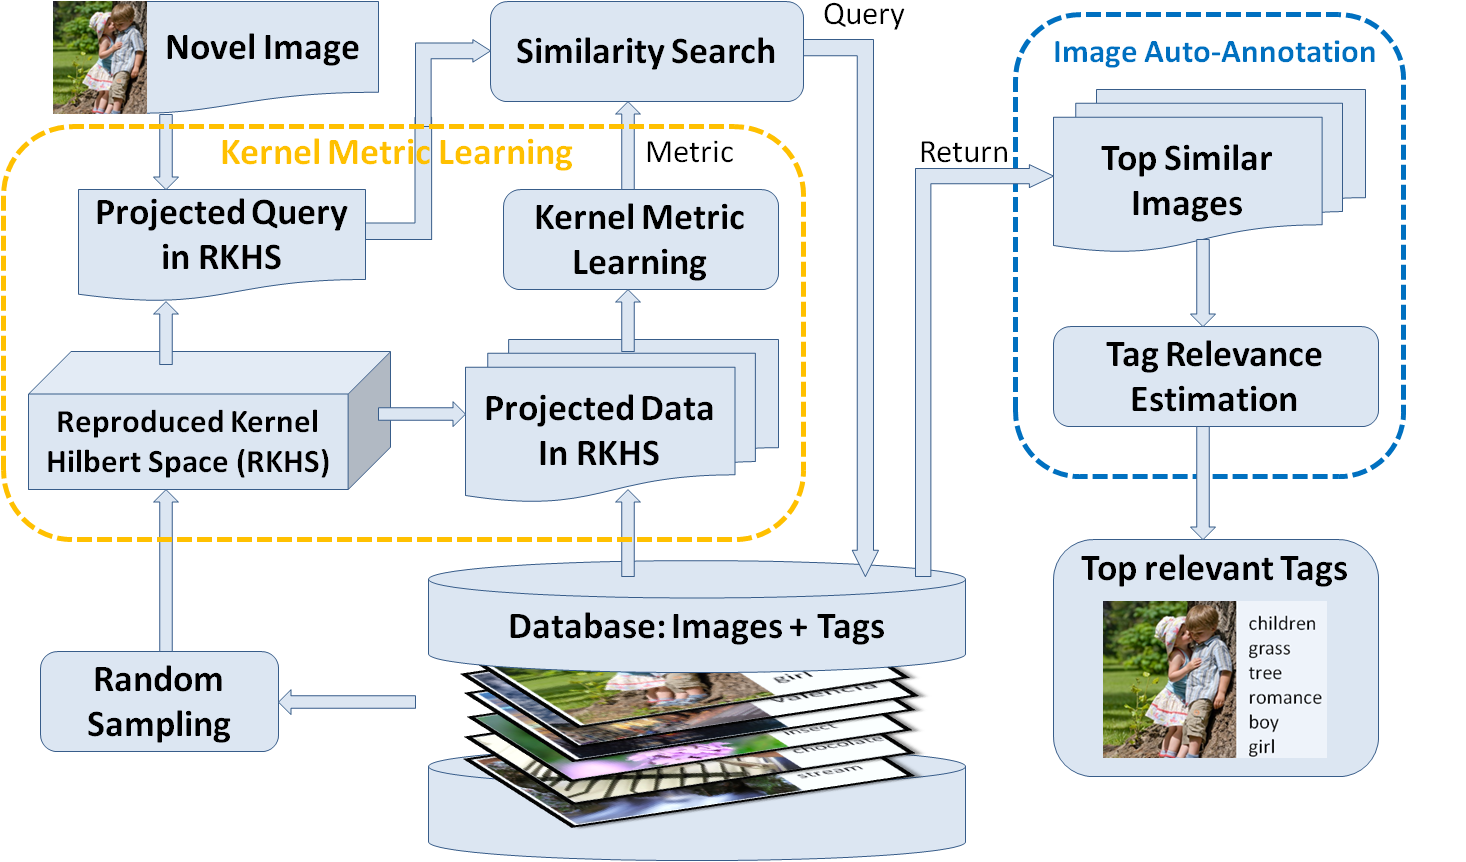 Novel Image
Similarity Search
Query
Image Auto-Annotation
Kernel Metric Learning
Metric
Return
Top Similar
Images
Projected Query
in RKHS
Kernel Metric
Learning
Tag Relevance
Estimation
Reproduced Kernel
Hilbert Space (RKHS)
Projected Data
In RKHS
Top relevant Tags
children
grass
tree
romance
boy
girl
Database: Images + Tags
Random
Sampling
girl
Valencia
insect
chocolate
stream